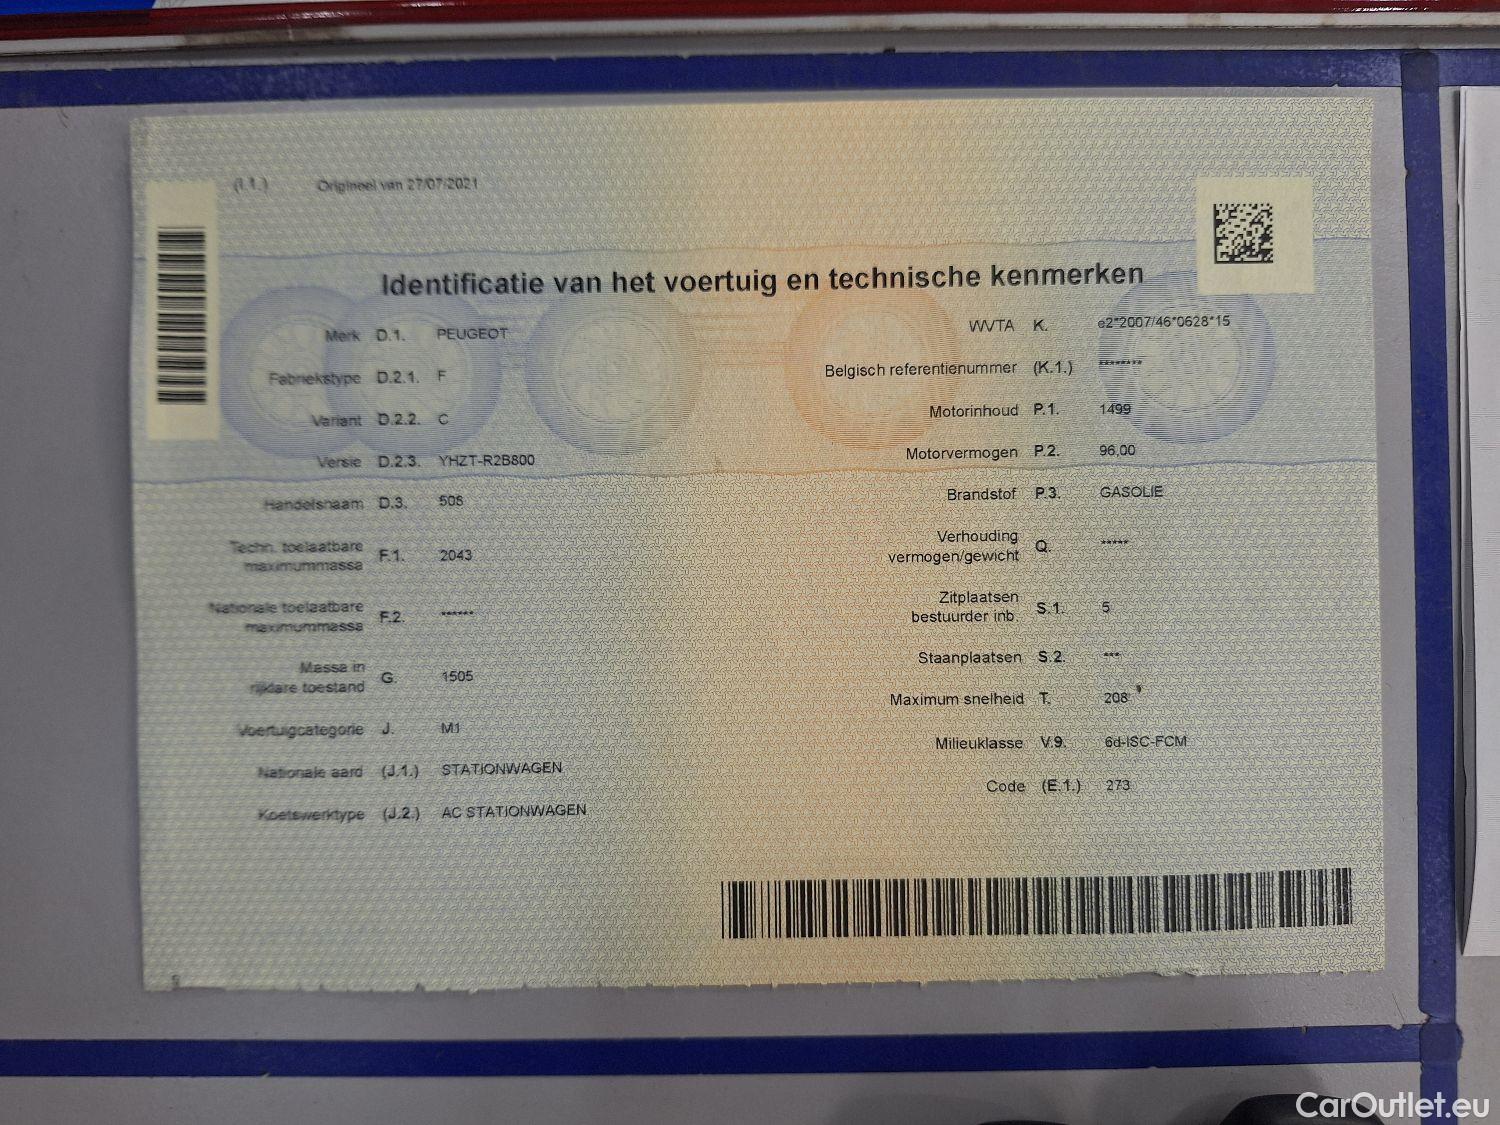 (I.1.) Origineel van 27/07/2021
Identificatie van het voertuig en technische kenmerken
Merk D.1. PEUGEOT
Fabriekstype D.2.1. F
Variant D.2.2. C
Versie D.2.3. YHZT-R2B800
Handelsnaam D.3. 508
Techn. toelaatbare
maximummassa F.1. 2043
Nationale toelaatbare
maximummassa F.2. ******
Massa in
rijklare toestand G. 1505
Voertuigcategorie J. M1
Nationale aard (J.1.) STATIONWAGEN
Koetswerktype (J.2.) AC STATIONWAGEN
WVTA K. e2*2007/46*0628*15
Belgisch referentienummer (K.1.) ********
Motorinhoud P.1. 1499
Motorvermogen P.2. 96,00
Brandstof P.3. GASOLIE
Verhouding
vermogen/gewicht Q. *****
Zitplaatsen
bestuurder inb. S.1. 5
Staanplaatsen S.2. ***
Maximum snelheid T. 208
Milieuklasse V.9. 6d-ISC-FCM
Code (E.1.) 273
CarOutlet.eu